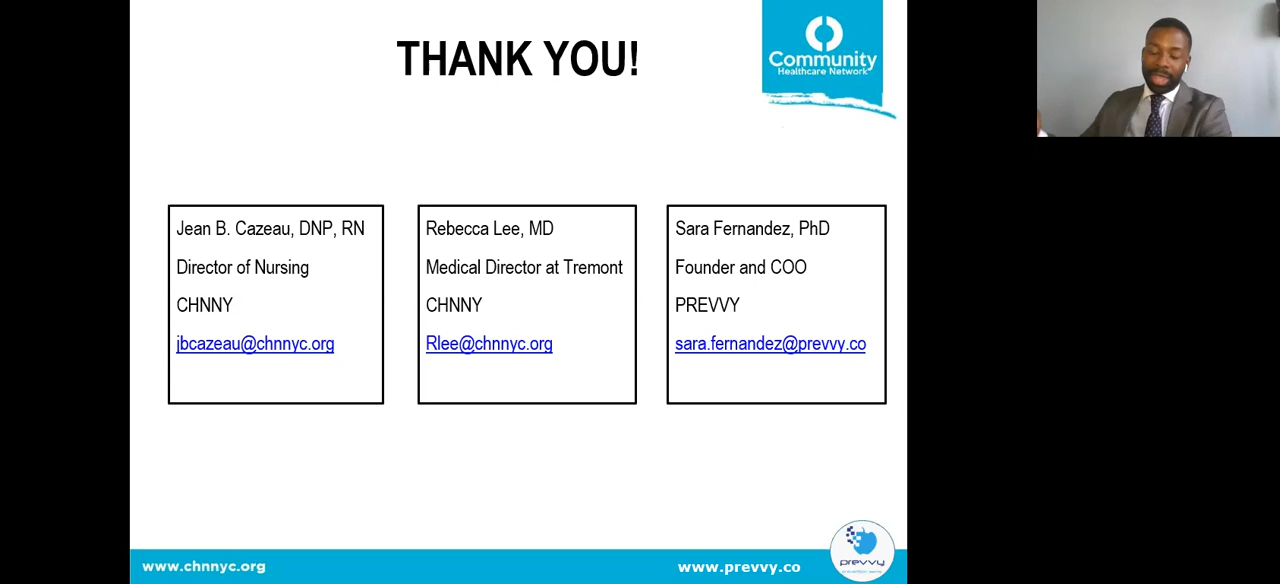 THANK YOU!
Community
Healthcare Network
Jean B. Cazeau, DNP, RN
Director of Nursing
CHNNY
jbcazeau@chnnyc.org
Rebecca Lee, MD
Medical Director at Tremont
CHNNY
Rlee@chnnyc.org
Sara Fernandez, PhD
Founder and COO
PREVVY
sara.fernandez@prevvy.co
www.chnnyc.org
www.prevvy.co
prevvy